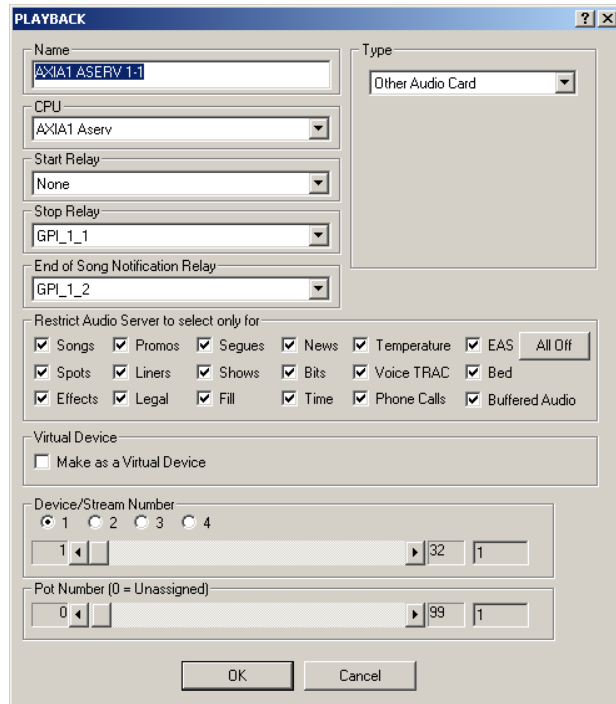 PLAYBACK
Name
AXIA1 ASERV 1-1
Type
Other Audio Card
CPU
AXIA1 Aserv
Start Relay
None
Stop Relay
GPI_1_1
End of Song Notification Relay
GPI_1_2
Restrict Audio Server to select only for
Songs Promos Segues News Temperature EAS All Off
Spots Liners Shows Bits Voice TRAC Bed
Effects Legal Fill Time Phone Calls Buffered Audio
Virtual Device
Make as a Virtual Device
Device/Stream Number
1 2 3 4
1 32 1
Pot Number (0 = Unassigned)
0 99 1
OK Cancel